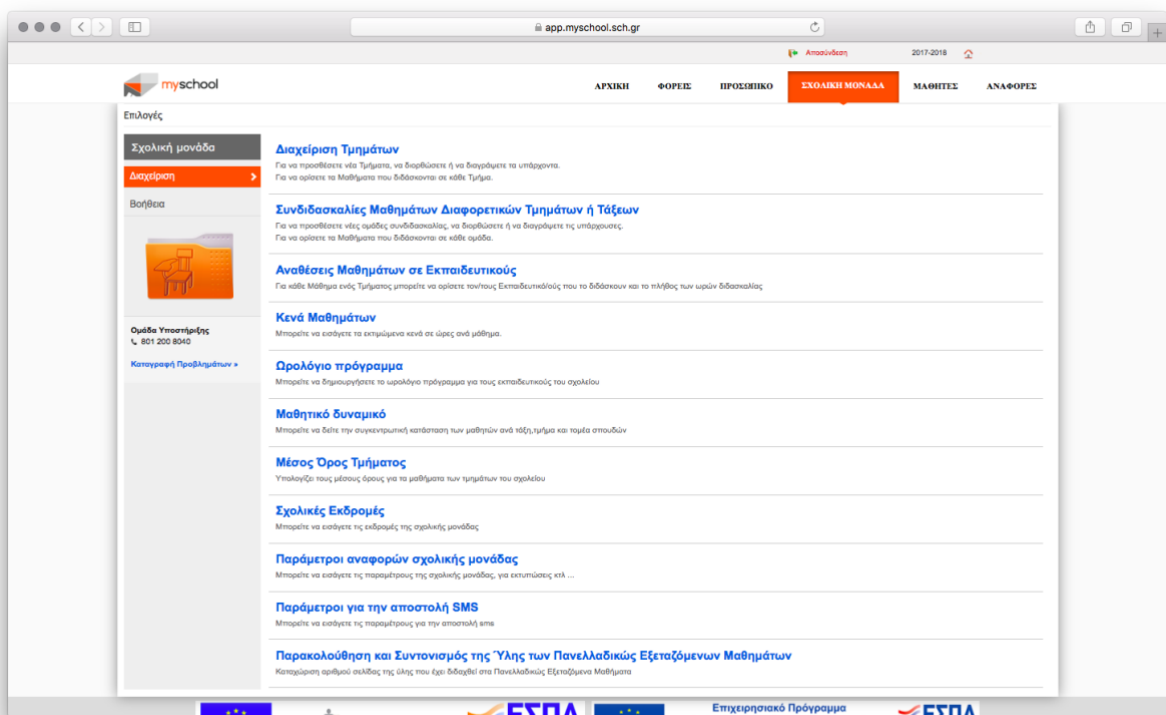 app.myschool.sch.gr
Αποσύνδεση 2017-2018
myschool
ΑΡΧΙΚΗ ΦΟΡΕΙΣ ΠΡΟΣΩΠΙΚΟ ΣΧΟΛΙΚΗ ΜΟΝΑΔΑ ΜΑΘΗΤΕΣ ΑΝΑΦΟΡΕΣ
Επιλογές
Σχολική μονάδα
Διαχείριση
Βοήθεια
Ομάδα Υποστήριξης
801 200 8040
Καταγραφή Προβλημάτων »
Διαχείριση Τμημάτων
Για να προσθέσετε νέα Τμήματα, να διορθώσετε ή να διαγράψετε τα υπάρχοντα.
Για να ορίσετε τα Μαθήματα που διδάσκονται σε κάθε Τμήμα.
Συνδιδασκαλίες Μαθημάτων Διαφορετικών Τμημάτων ή Τάξεων
Για να προσθέσετε νέες ομάδες συνδιδασκαλίας, να διορθώσετε ή να διαγράψετε τις υπάρχουσες.
Για να ορίσετε τα Μαθήματα που διδάσκονται σε κάθε ομάδα.
Αναθέσεις Μαθημάτων σε Εκπαιδευτικούς
Για κάθε Μάθημα ενός Τμήματος μπορείτε να ορίσετε τον/τους Εκπαιδευτικό/ούς που το διδάσκουν και το πλήθος των ωρών διδασκαλίας
Κενά Μαθημάτων
Μπορείτε να εισάγετε τα εκτιμώμενα κενά σε ώρες ανά μάθημα.
Ωρολόγιο πρόγραμμα
Μπορείτε να δημιουργήσετε το ωρολόγιο πρόγραμμα για τους εκπαιδευτικούς του σχολείου
Μαθητικό δυναμικό
Μπορείτε να δείτε την συγκεντρωτική κατάσταση των μαθητών ανά τάξη,τμήμα και τομέα σπουδών
Μέσος Όρος Τμήματος
Υπολογίζει τους μέσους όρους για τα μαθήματα των τμημάτων του σχολείου
Σχολικές Εκδρομές
Μπορείτε να εισάγετε τις εκδρομές της σχολικής μονάδας
Παράμετροι αναφορών σχολικής μονάδας
Μπορείτε να εισάγετε τις παραμέτρους της σχολικής μονάδας, για εκτυπώσεις κτλ ...
Παράμετροι για την αποστολή SMS
Μπορείτε να εισάγετε τις παραμέτρους για την αποστολή sms
Παρακολούθηση και Συντονισμός της Ύλης των Πανελλαδικώς Εξεταζόμενων Μαθημάτων
Καταχώριση αριθμού σελίδας της ύλης που έχει διδαχθεί στα Πανελλαδικώς Εξεταζόμενα Μαθήματα
ΕΣΠΑ Επιχειρησιακό Πρόγραμμα ΕΣΠΑ